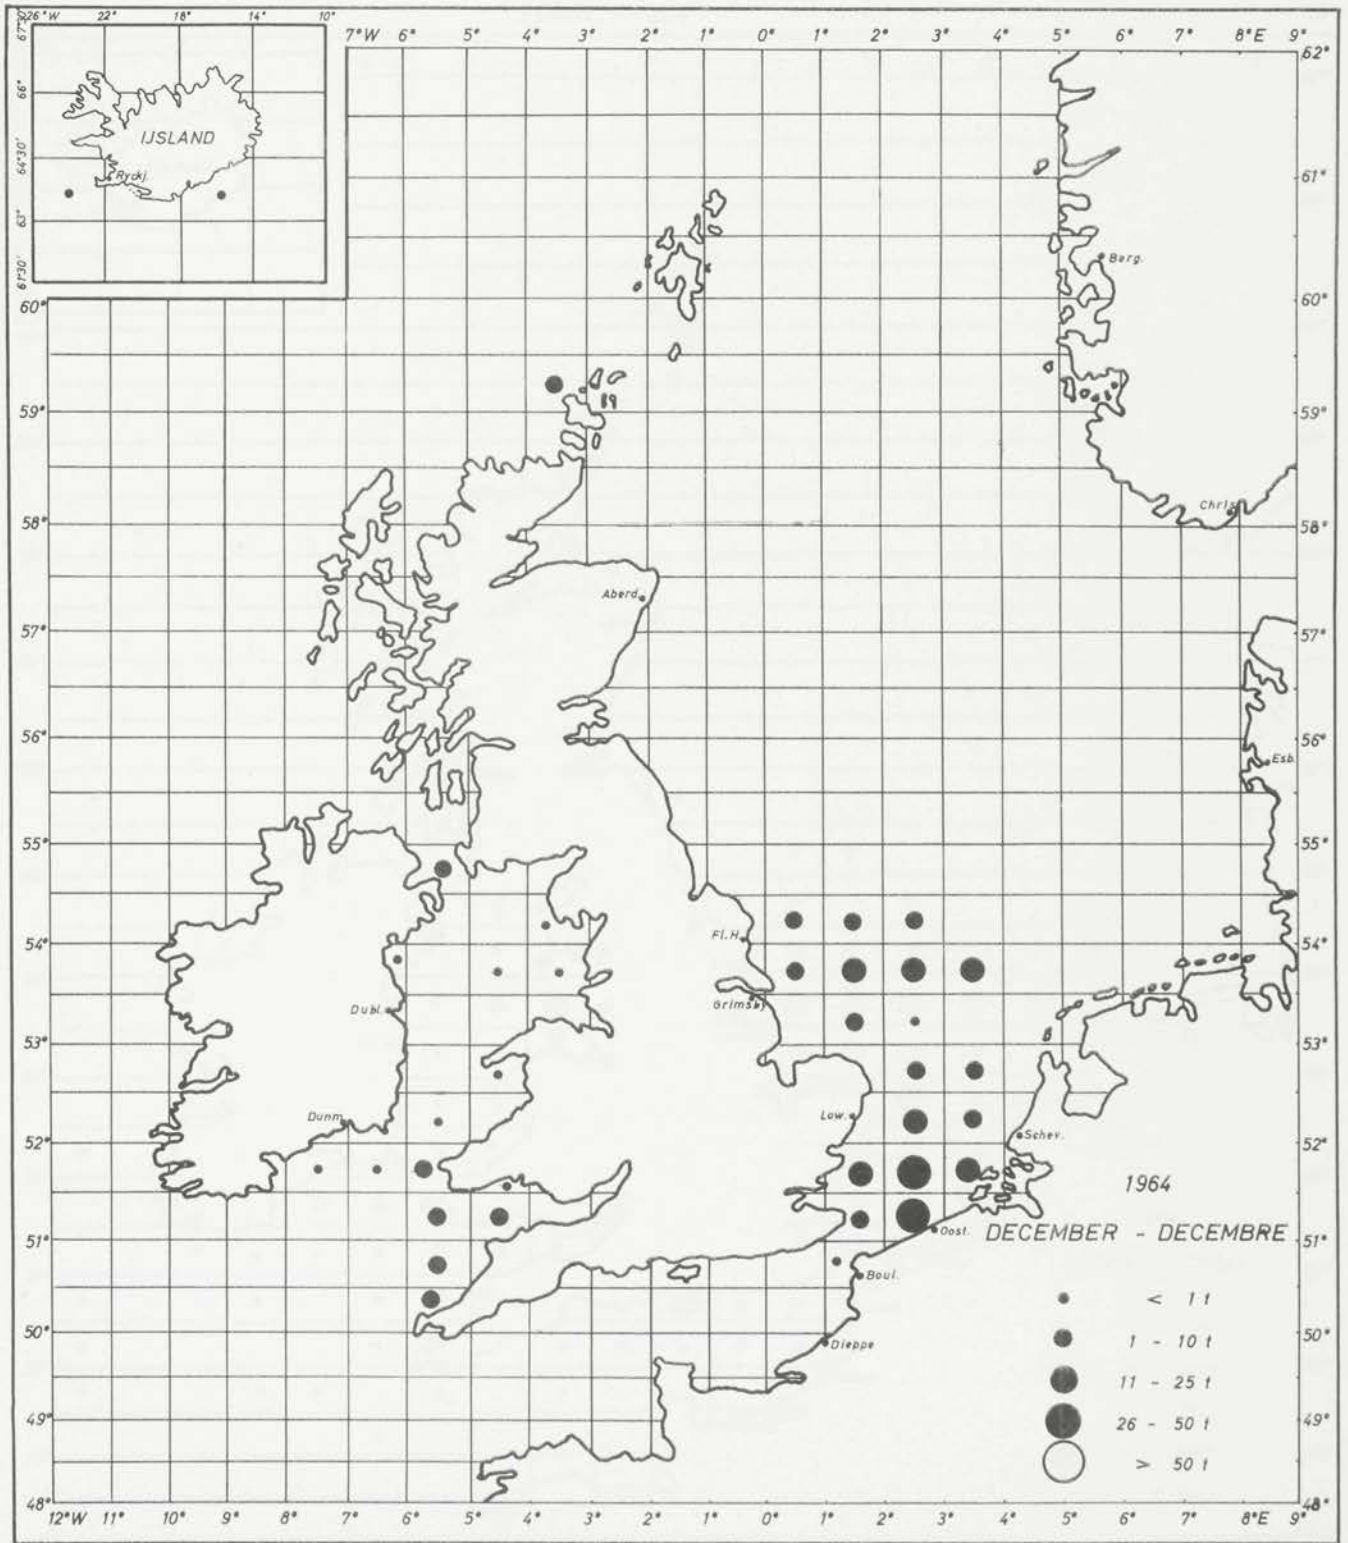 26°W 22° 18° 14° 10°
67°30'
66°
64°30'
63°
61°30'
IJSLAND
Ryckj.
7°W 6° 5° 4° 3° 2° 1° 0° 1° 2° 3° 4° 5° 6° 7° 8°E 9°
62°
61°
60° 60°
59° 59°
58° 58°
57° 57°
56° 56°
55° 55°
54° 54°
53° 53°
52° 52°
51° 51°
50° 50°
49° 49°
48° 48°
Berg.
Chris.
Aberd.
Esb.
Fl.H.
Grimsby
Dubl.
Dunm.
Low.
Schev.
Oost.
Boul.
Dieppe
1964
DECEMBER - DECEMBRE
< 1 t
1 - 10 t
11 - 25 t
26 - 50 t
> 50 t
12°W 11° 10° 9° 8° 7° 6° 5° 4° 3° 2° 1° 0° 1° 2° 3° 4° 5° 6° 7° 8°E 9°